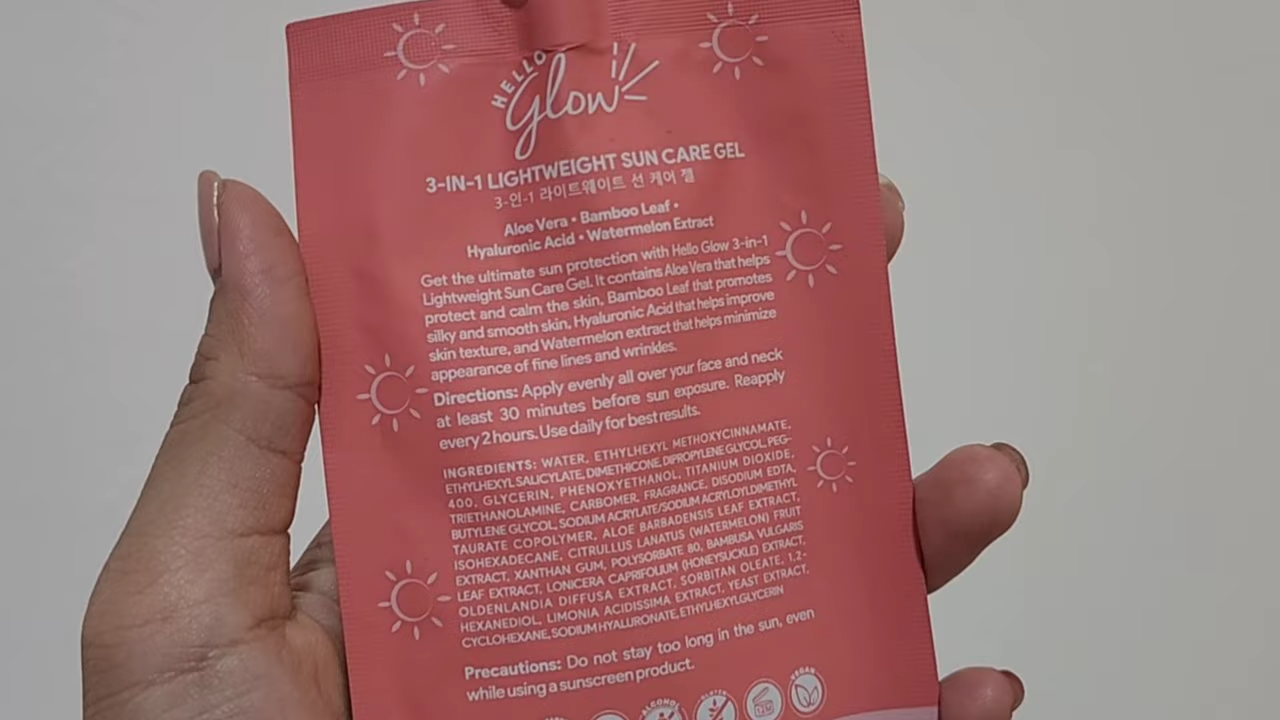 HELLO
Glow
3-IN-1 LIGHTWEIGHT SUN CARE GEL
3-인-1 라이트웨이트 선 케어 젤
Aloe Vera • Bamboo Leaf •
Hyaluronic Acid • Watermelon Extract
Get the ultimate sun protection with Hello Glow 3-in-1
Lightweight Sun Care Gel. It contains Aloe Vera that helps
protect and calm the skin, Bamboo Leaf that promotes
silky and smooth skin, Hyaluronic Acid that helps improve
skin texture, and Watermelon extract that helps minimize
appearance of fine lines and wrinkles.
Directions: Apply evenly all over your face and neck
at least 30 minutes before sun exposure. Reapply
every 2 hours. Use daily for best results.
INGREDIENTS: WATER, ETHYLHEXYL METHOXYCINNAMATE,
ETHYLHEXYL SALICYLATE, DIMETHICONE, DIPROPYLENE GLYCOL, PEG-
400, GLYCERIN, PHENOXYETHANOL, TITANIUM DIOXIDE,
TRIETHANOLAMINE, CARBOMER, FRAGRANCE, DISODIUM EDTA,
BUTYLENE GLYCOL, SODIUM ACRYLATE/SODIUM ACRYLOYLDIMETHYL
TAURATE COPOLYMER, ALOE BARBADENSIS LEAF EXTRACT,
ISOHEXADECANE, CITRULLUS LANATUS (WATERMELON) FRUIT
EXTRACT, XANTHAN GUM, POLYSORBATE 80, BAMBUSA VULGARIS
LEAF EXTRACT, LONICERA CAPRIFOLIUM (HONEYSUCKLE) EXTRACT,
OLDENLANDIA DIFFUSA EXTRACT, SORBITAN OLEATE, 1,2-
HEXANEDIOL, LIMONIA ACIDISSIMA EXTRACT, YEAST EXTRACT,
CYCLOHEXANE, SODIUM HYALURONATE, ETHYLHEXYLGLYCERIN
Precautions: Do not stay too long in the sun, even
while using a sunscreen product.
ALCOHOL
GLUTEN
12M
VEGAN